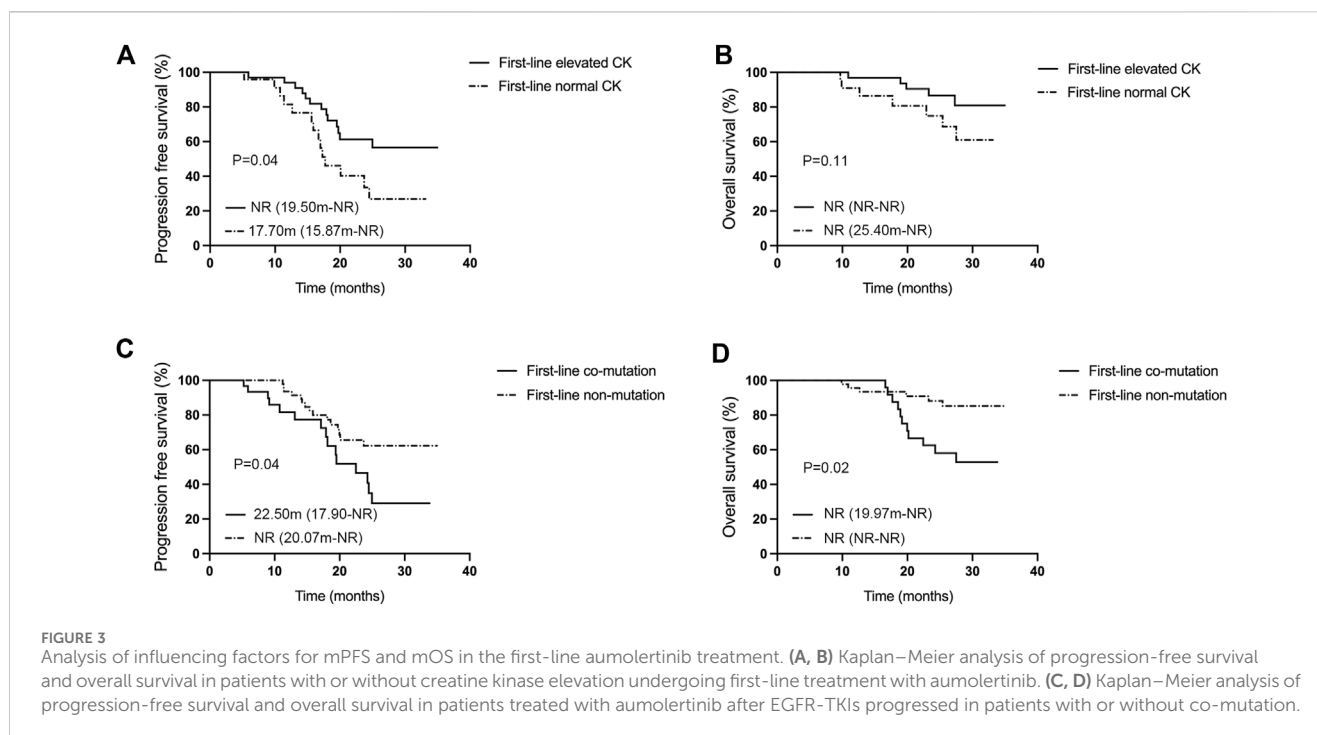 A
Progression free survival (%)
100
80
60
40
20
0
0 10 20 30 40
Time (months)
P=0.04
NR (19.50m-NR)
17.70m (15.87m-NR)
First-line elevated CK
First-line normal CK
B
Overall survival (%)
100
80
60
40
20
0
0 10 20 30 40
Time (months)
P=0.11
NR (NR-NR)
NR (25.40m-NR)
First-line elevated CK
First-line normal CK
C
Progression free survival (%)
100
80
60
40
20
0
0 10 20 30 40
Time (months)
P=0.04
22.50m (17.90-NR)
NR (20.07m-NR)
First-line co-mutation
First-line non-mutation
D
Overall survival (%)
100
80
60
40
20
0
0 10 20 30 40
Time (months)
P=0.02
NR (19.97m-NR)
NR (NR-NR)
First-line co-mutation
First-line non-mutation
FIGURE 3
Analysis of influencing factors for mPFS and mOS in the first-line aumolertinib treatment. (A, B) Kaplan–Meier analysis of progression-free survival
and overall survival in patients with or without creatine kinase elevation undergoing first-line treatment with aumolertinib. (C, D) Kaplan–Meier analysis of
progression-free survival and overall survival in patients treated with aumolertinib after EGFR-TKIs progressed in patients with or without co-mutation.